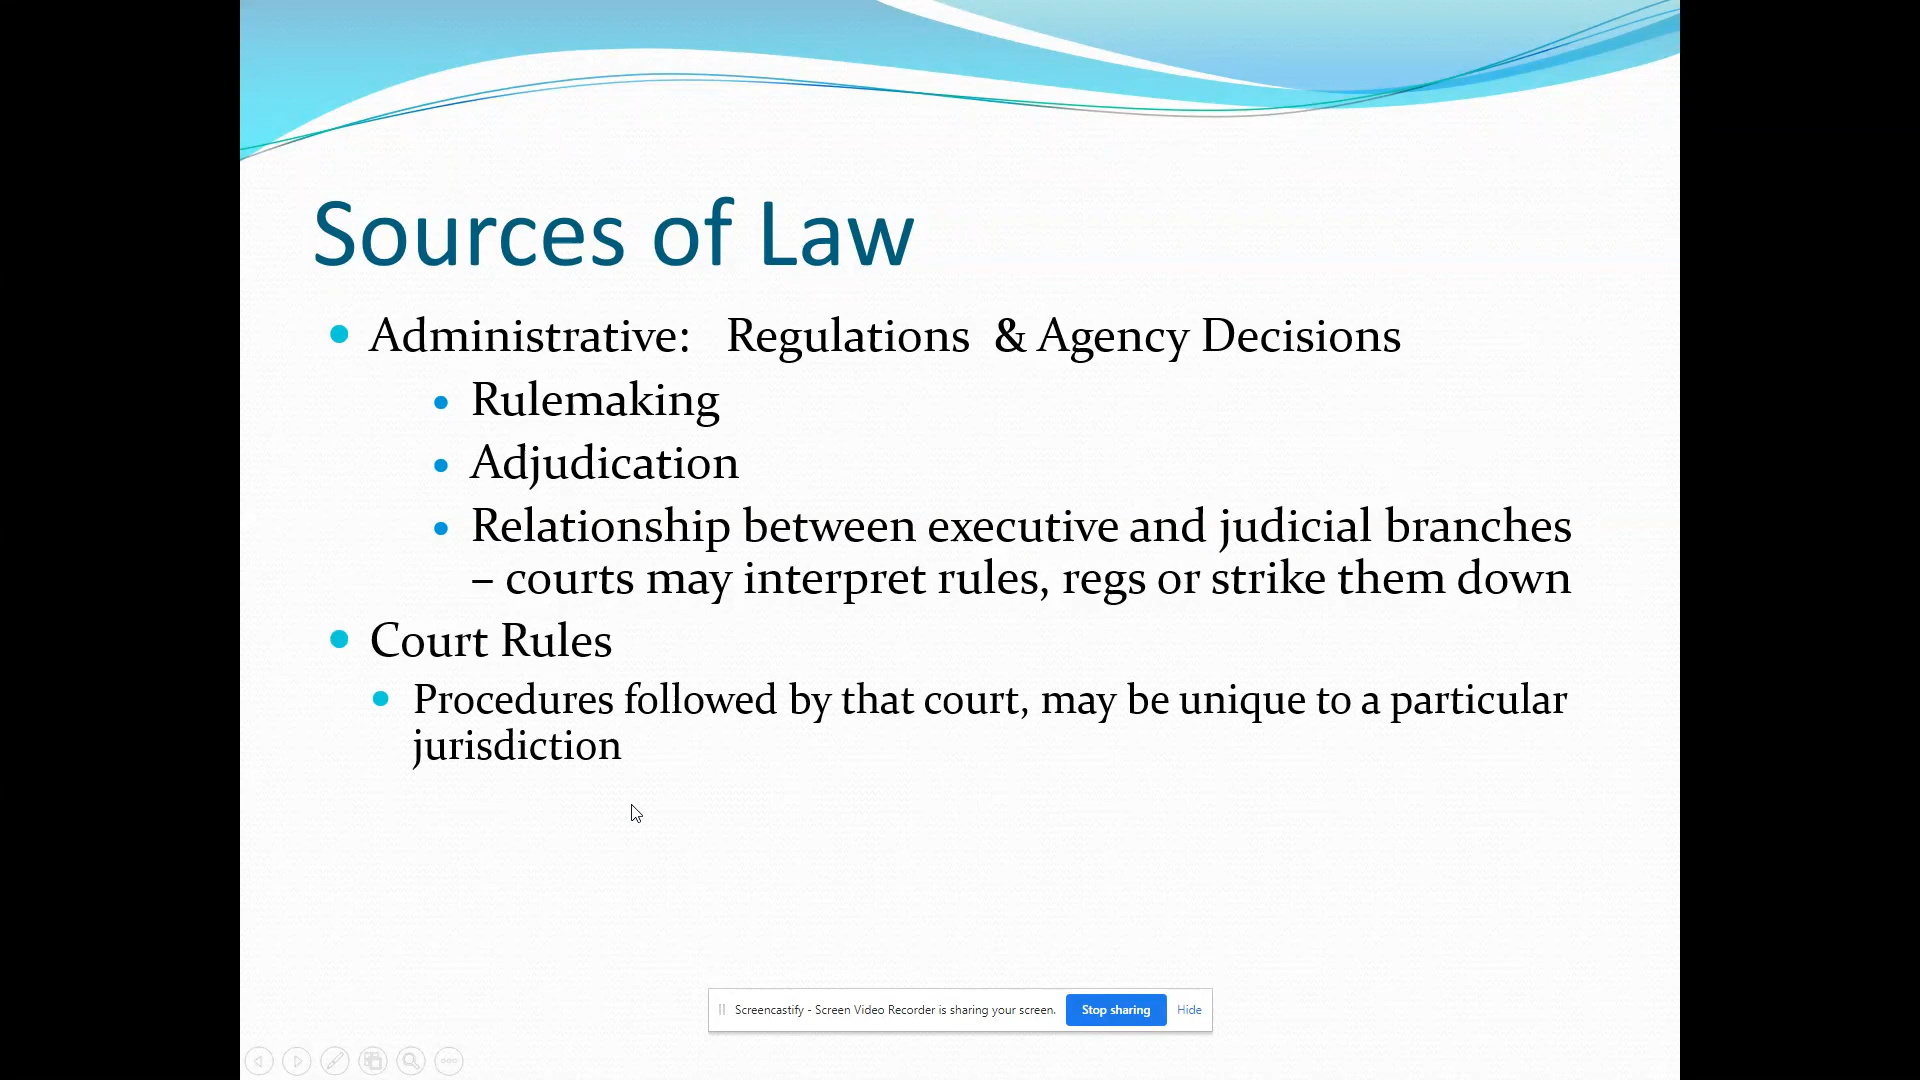 Sources of Law
Administrative: Regulations & Agency Decisions
Rulemaking
Adjudication
Relationship between executive and judicial branches
– courts may interpret rules, regs or strike them down
Court Rules
Procedures followed by that court, may be unique to a particular
jurisdiction
Screencastify - Screen Video Recorder is sharing your screen. Stop sharing Hide